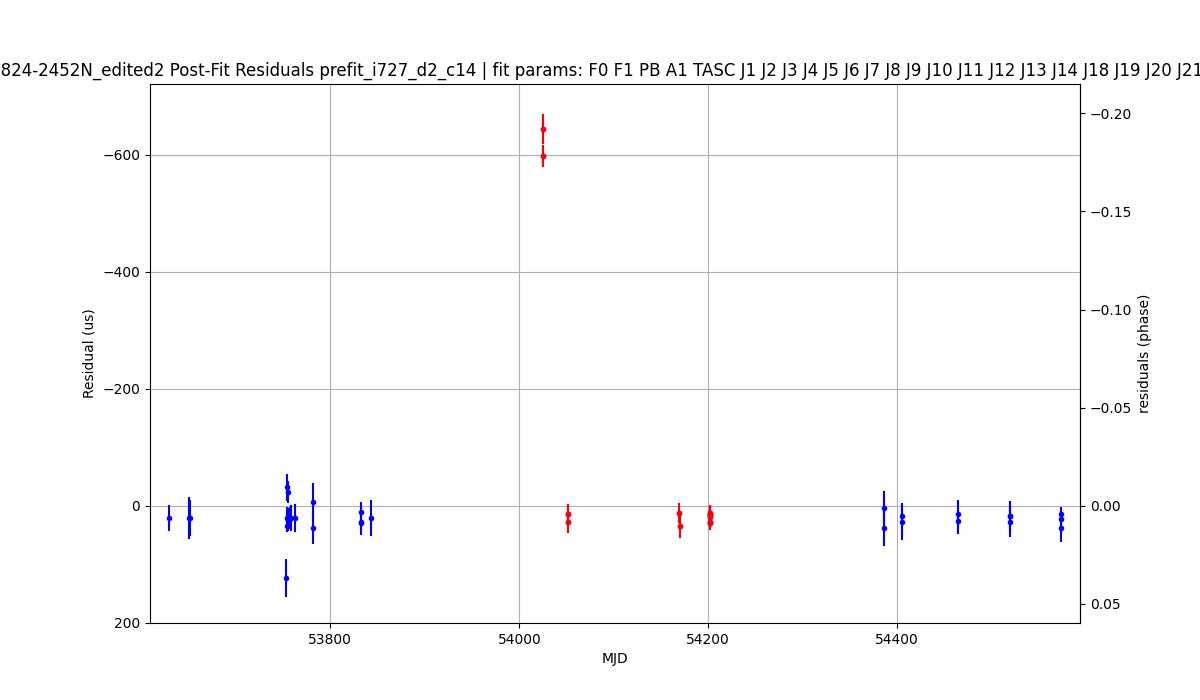 824-2452N_edited2 Post-Fit Residuals prefit_i727_d2_c14 | fit params: F0 F1 PB A1 TASC J1 J2 J3 J4 J5 J6 J7 J8 J9 J10 J11 J12 J13 J14 J18 J19 J20 J21
−600
−400
−200
0
200
Residual (us)
−0.20
−0.15
−0.10
−0.05
0.00
0.05
residuals (phase)
53800 54000 54200 54400
MJD